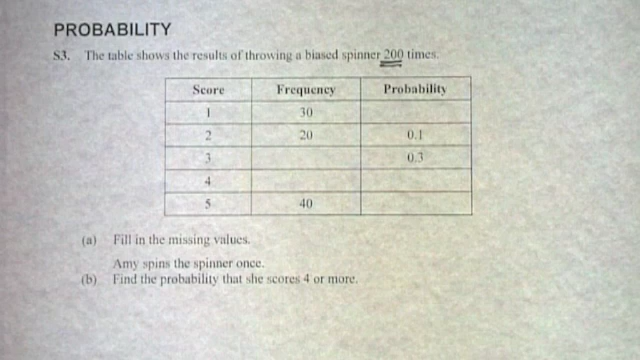 PROBABILITY
S3. The table shows the results of throwing a biased spinner 200 times.
Score Frequency Probability
1 30
2 20 0.1
3 0.3
4
5 40
(a) Fill in the missing values.
Amy spins the spinner once.
(b) Find the probability that she scores 4 or more.